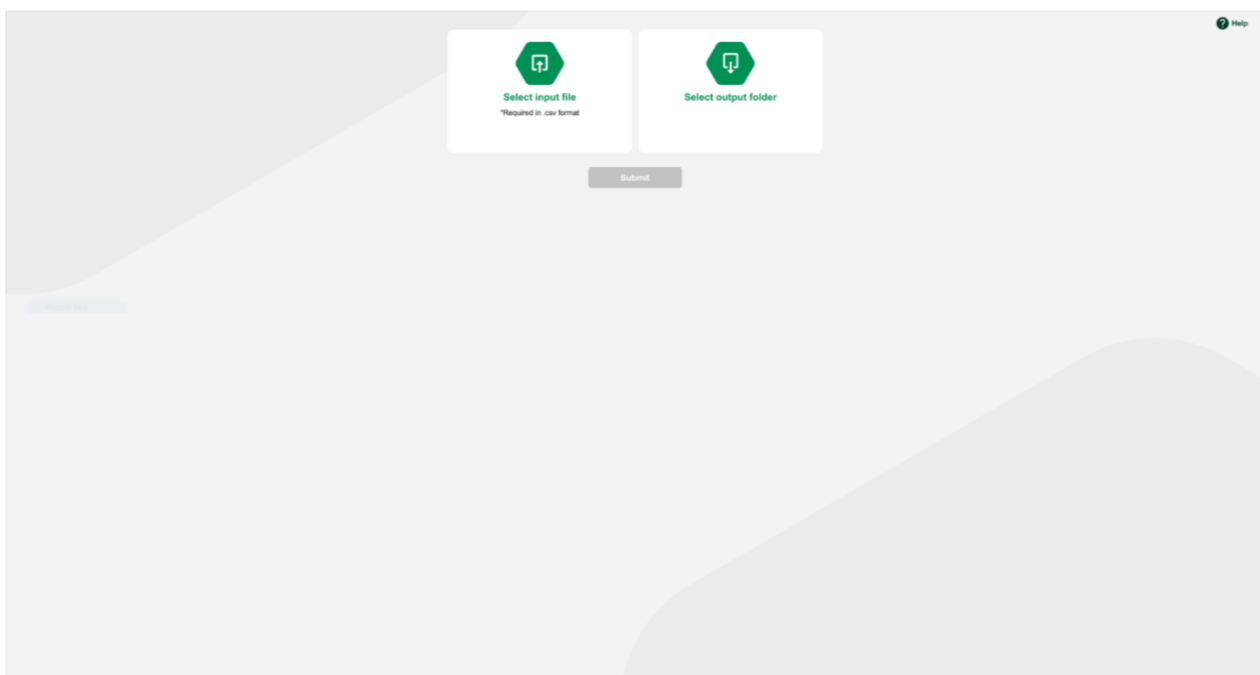 ? Help
Select input file
*Required in .csv format
Select output folder
Submit